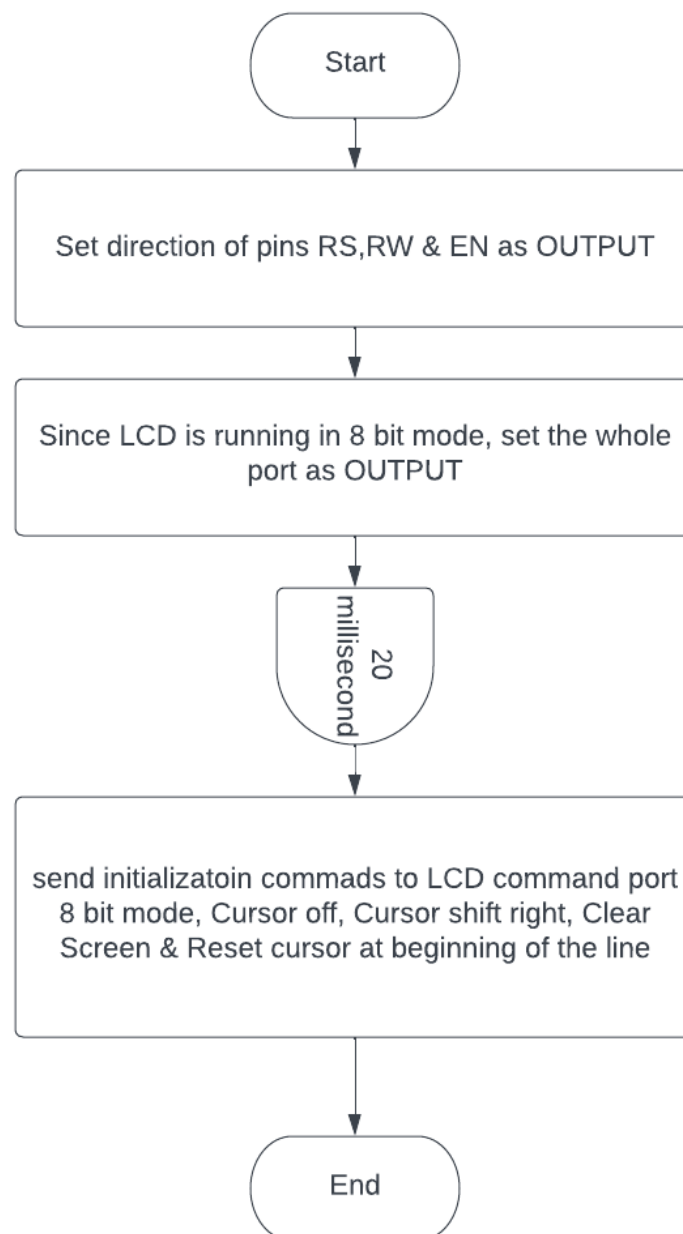 Start
Set direction of pins RS,RW & EN as OUTPUT
Since LCD is running in 8 bit mode, set the whole
port as OUTPUT
20
millisecond
send initializatoin commads to LCD command port
8 bit mode, Cursor off, Cursor shift right, Clear
Screen & Reset cursor at beginning of the line
End